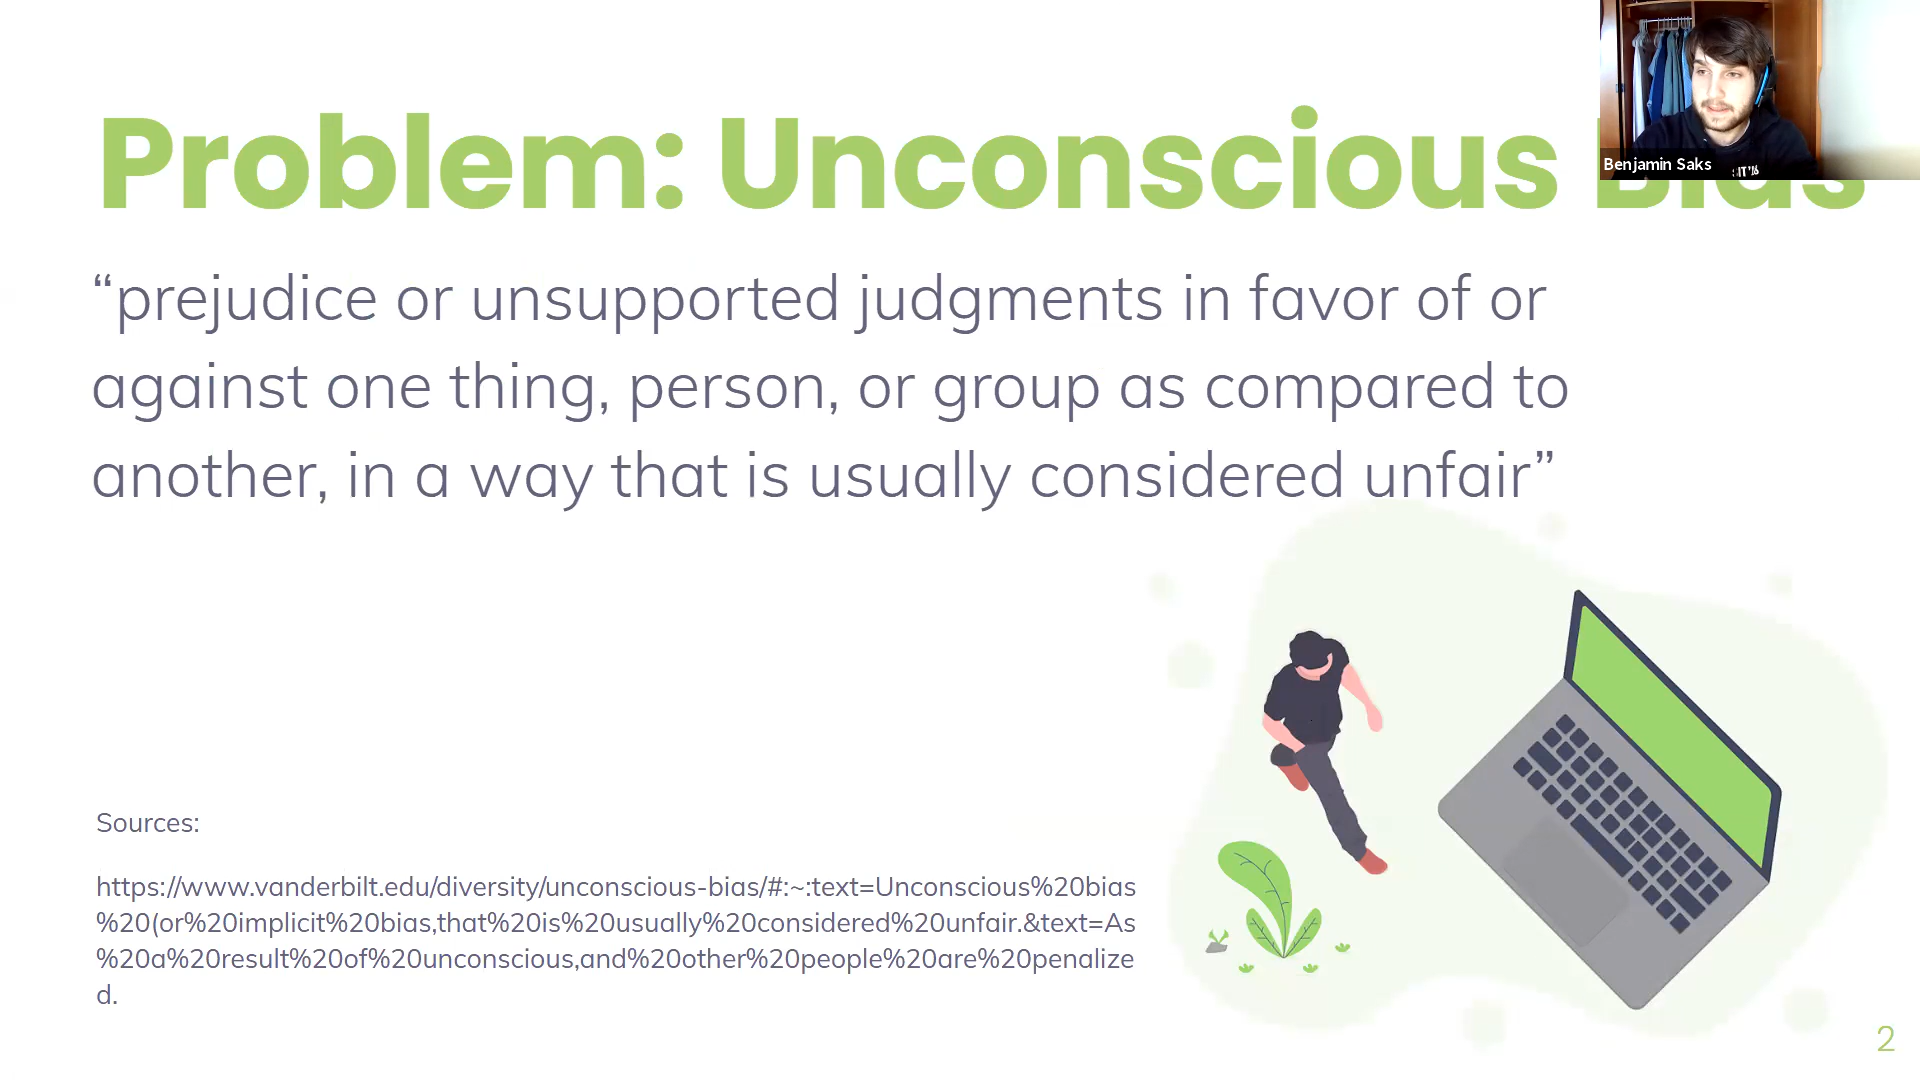 Problem: Unconscious Bias
Benjamin Saks
“prejudice or unsupported judgments in favor of or
against one thing, person, or group as compared to
another, in a way that is usually considered unfair”
Sources:
https://www.vanderbilt.edu/diversity/unconscious-bias/#:~:text=Unconscious%20bias
%20(or%20implicit%20bias,that%20is%20usually%20considered%20unfair.&text=As
%20a%20result%20of%20unconscious,and%20other%20people%20are%20penalize
d.
2